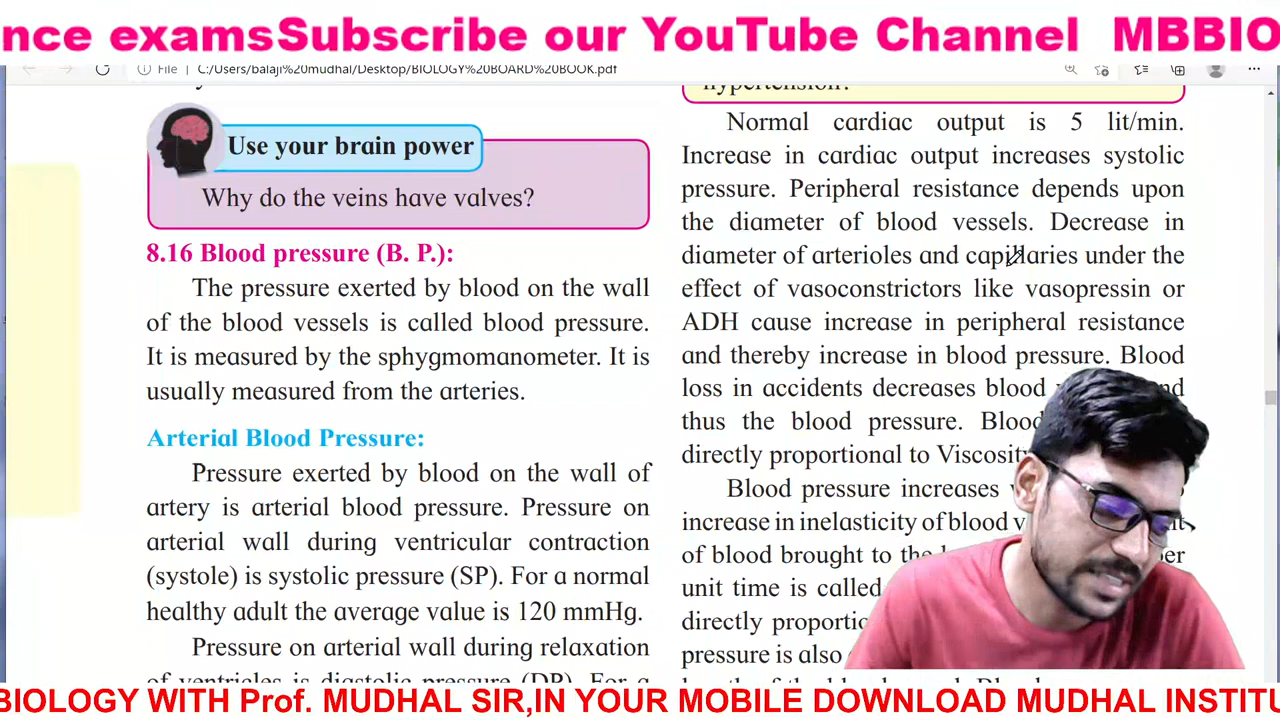 nce examsSubscribe our YouTube Channel MBBIO
File C:/Users/balaji%20mudhal/Desktop/BIOLOGY%20BOARD%20BOOK.pdf
Use your brain power
Why do the veins have valves?
8.16 Blood pressure (B. P.):
The pressure exerted by blood on the wall
of the blood vessels is called blood pressure.
It is measured by the sphygmomanometer. It is
usually measured from the arteries.
Arterial Blood Pressure:
Pressure exerted by blood on the wall of
artery is arterial blood pressure. Pressure on
arterial wall during ventricular contraction
(systole) is systolic pressure (SP). For a normal
healthy adult the average value is 120 mmHg.
Pressure on arterial wall during relaxation
of ventricles is diastolic pressure (DP). For a
hypertension?
Normal cardiac output is 5 lit/min.
Increase in cardiac output increases systolic
pressure. Peripheral resistance depends upon
the diameter of blood vessels. Decrease in
diameter of arterioles and capillaries under the
effect of vasoconstrictors like vasopressin or
ADH cause increase in peripheral resistance
and thereby increase in blood pressure. Blood
loss in accidents decreases blood
thus the blood pressure. Blood
directly proportional to Viscosity
Blood pressure increases
increase in inelasticity of blood
of blood brought to the
unit time is called
directly
pressure is also
BIOLOGY WITH Prof. MUDHAL SIR,IN YOUR MOBILE DOWNLOAD MUDHAL INSTITU